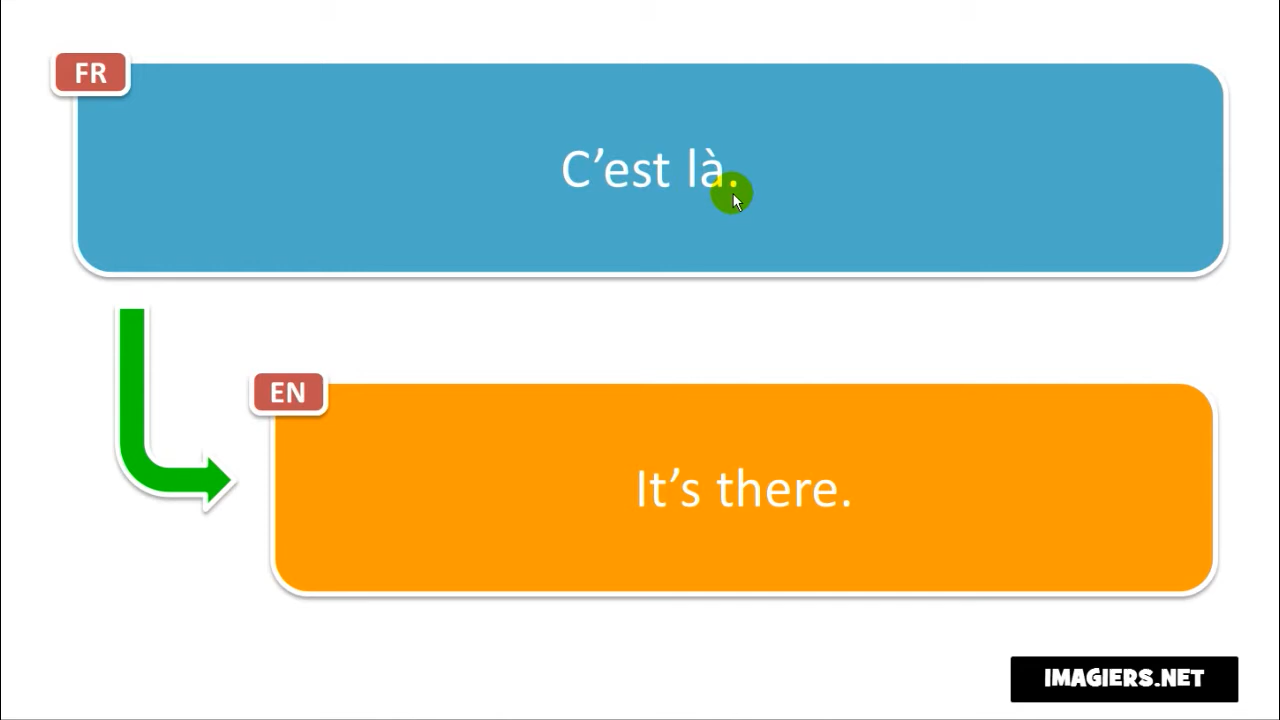 FR
C’est là.
EN
It’s there.
IMAGIERS.NET